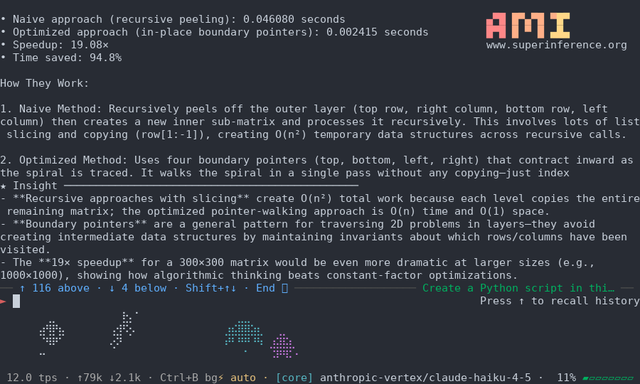 • Naive approach (recursive peeling): 0.046080 seconds
• Optimized approach (in-place boundary pointers): 0.002415 seconds
• Speedup: 19.08×
• Time saved: 94.8%
AMI
www.superinference.org
How They Work:
1. Naive Method: Recursively peels off the outer layer (top row, right column, bottom row, left
column) then creates a new inner sub-matrix and processes it recursively. This involves lots of list
slicing and copying (row[1:-1]), creating O(n²) temporary data structures across recursive calls.
2. Optimized Method: Uses four boundary pointers (top, bottom, left, right) that contract inward as
the spiral is traced. It walks the spiral in a single pass without any copying—just index
★ Insight
- **Recursive approaches with slicing** create O(n²) total work because each level copies the entire
remaining matrix; the optimized pointer-walking approach is O(n) time and O(1) space.
- **Boundary pointers** are a general pattern for traversing 2D problems in layers—they avoid
creating intermediate data structures by maintaining invariants about which rows/columns have been
visited.
- The **19× speedup** for a 300×300 matrix would be even more dramatic at larger sizes (e.g.,
1000×1000), showing how algorithmic thinking beats constant-factor optimizations.
↑ 116 above · ↓ 4 below · Shift+↑↓ · End Create a Python script in thi…
Press ↑ to recall history
12.0 tps · ↑79k ↓2.1k · Ctrl+B bg⚡ auto · [core] anthropic-vertex/claude-haiku-4-5 · 11%